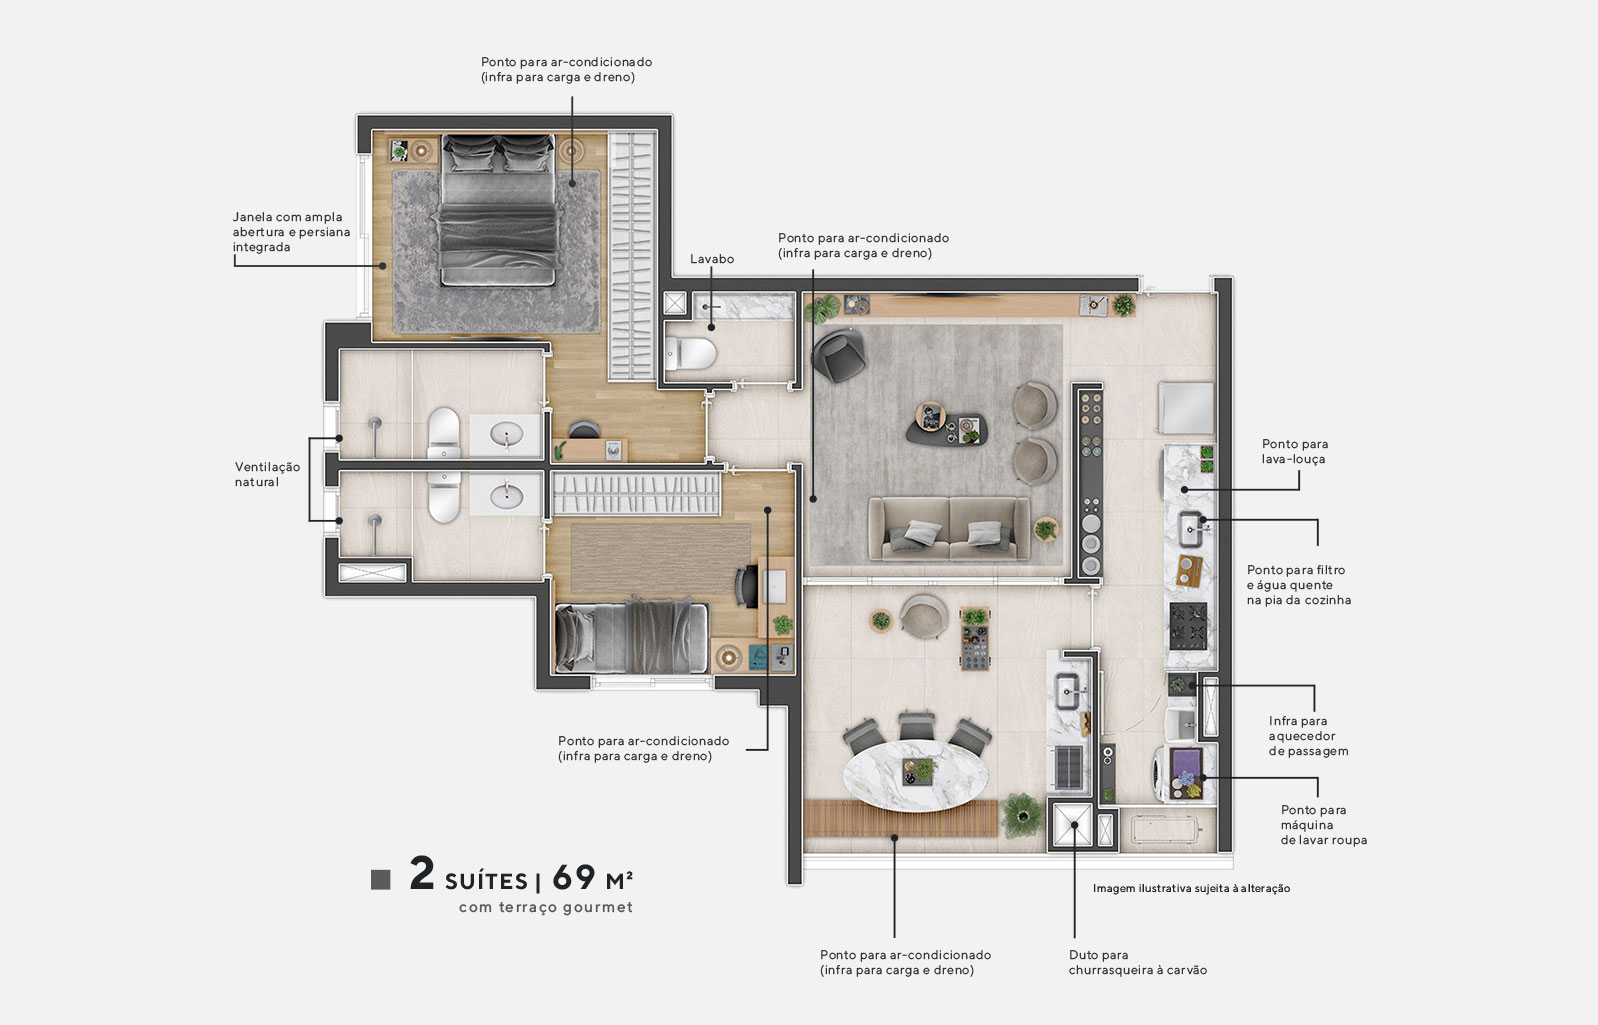 Ponto para ar-condicionado
(infra para carga e dreno)
Janela com ampla
abertura e persiana
integrada
Lavabo
Ponto para ar-condicionado
(infra para carga e dreno)
Ventilação
natural
Ponto para
lava-louça
Ponto para filtro
e água quente
na pia da cozinha
Infra para
aquecedor
de passagem
Ponto para ar-condicionado
(infra para carga e dreno)
Ponto para
máquina
de lavar roupa
2 SUÍTES | 69 M²
com terraço gourmet
Imagem ilustrativa sujeita à alteração
Ponto para ar-condicionado
(infra para carga e dreno)
Duto para
churrasqueira à carvão